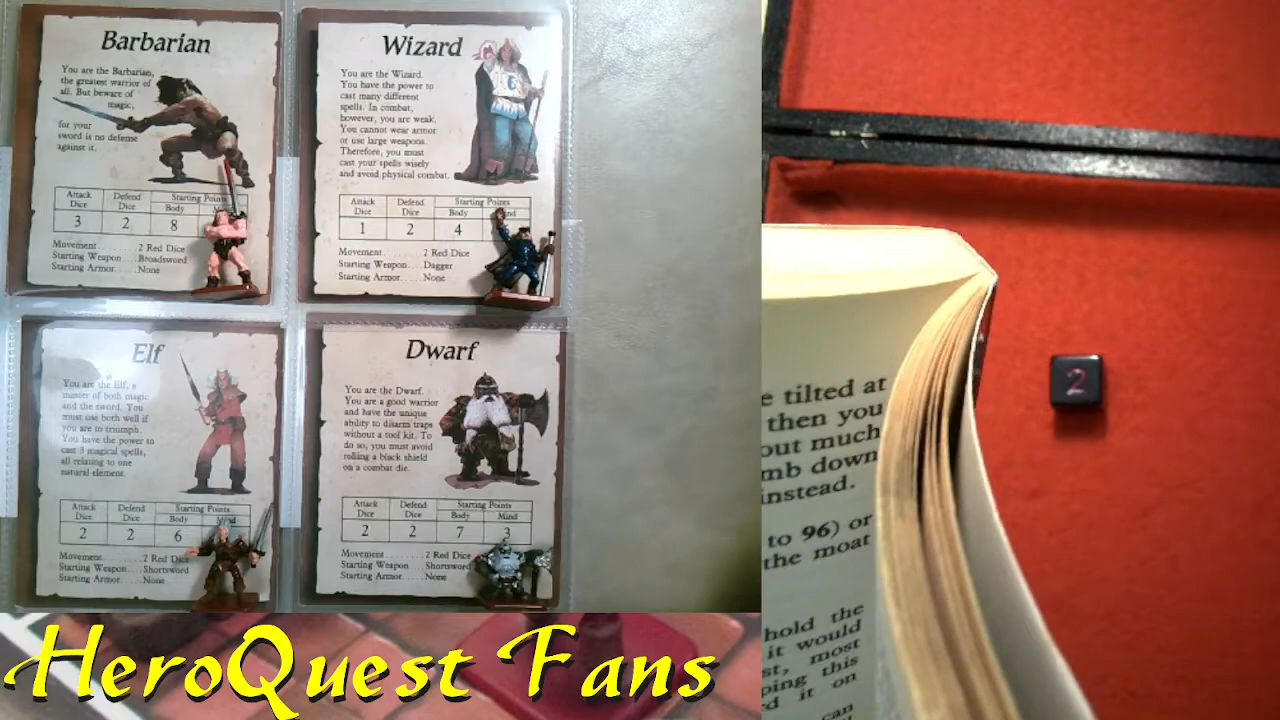 Barbarian
You are the Barbarian,
the greatest warrior of
all. But beware of
magic,
for your
sword is no defense
against it.
Attack Dice
Defend Dice
Starting Points
Body
3 2 8
Movement ........ 2 Red Dice
Starting Weapon ... Broadsword
Starting Armor .... None
Wizard
You are the Wizard.
You have the power to
cast many different
spells. In combat,
however, you are weak.
You cannot wear armor
or use large weapons.
Therefore, you must
cast your spells wisely
and avoid physical combat.
Attack Dice
Defend Dice
Starting Points
Body
1 2 4
Movement ........ 2 Red Dice
Starting Weapon .... Dagger
Starting Armor .... None
Elf
You are the Elf, a
master of both magic
and the sword. You
must use both well if
you are to triumph.
You have the power to
cast 3 magical spells,
all relating to one
natural element.
Attack Dice
Defend Dice
Starting Points
Body Mind
2 2 6
Movement ........ 2 Red Dice
Starting Weapon Shortsword
Starting Armor .... None
Dwarf
You are the Dwarf.
You are a good warrior
and have the unique
ability to disarm traps
without a tool kit. To
do so, you must avoid
rolling a black shield
on a combat die.
Attack Dice
Defend Dice
Starting Points
Body Mind
2 2 7 3
Movement ........ 2 Red Dice
Starting Weapon Shortsword
Starting Armor .... None
HeroQuest Fans
e tilted at
then you
out much
mb down
instead.
to 96) or
the moat
hold the
it would
st, most
ping this
d it on
can
2